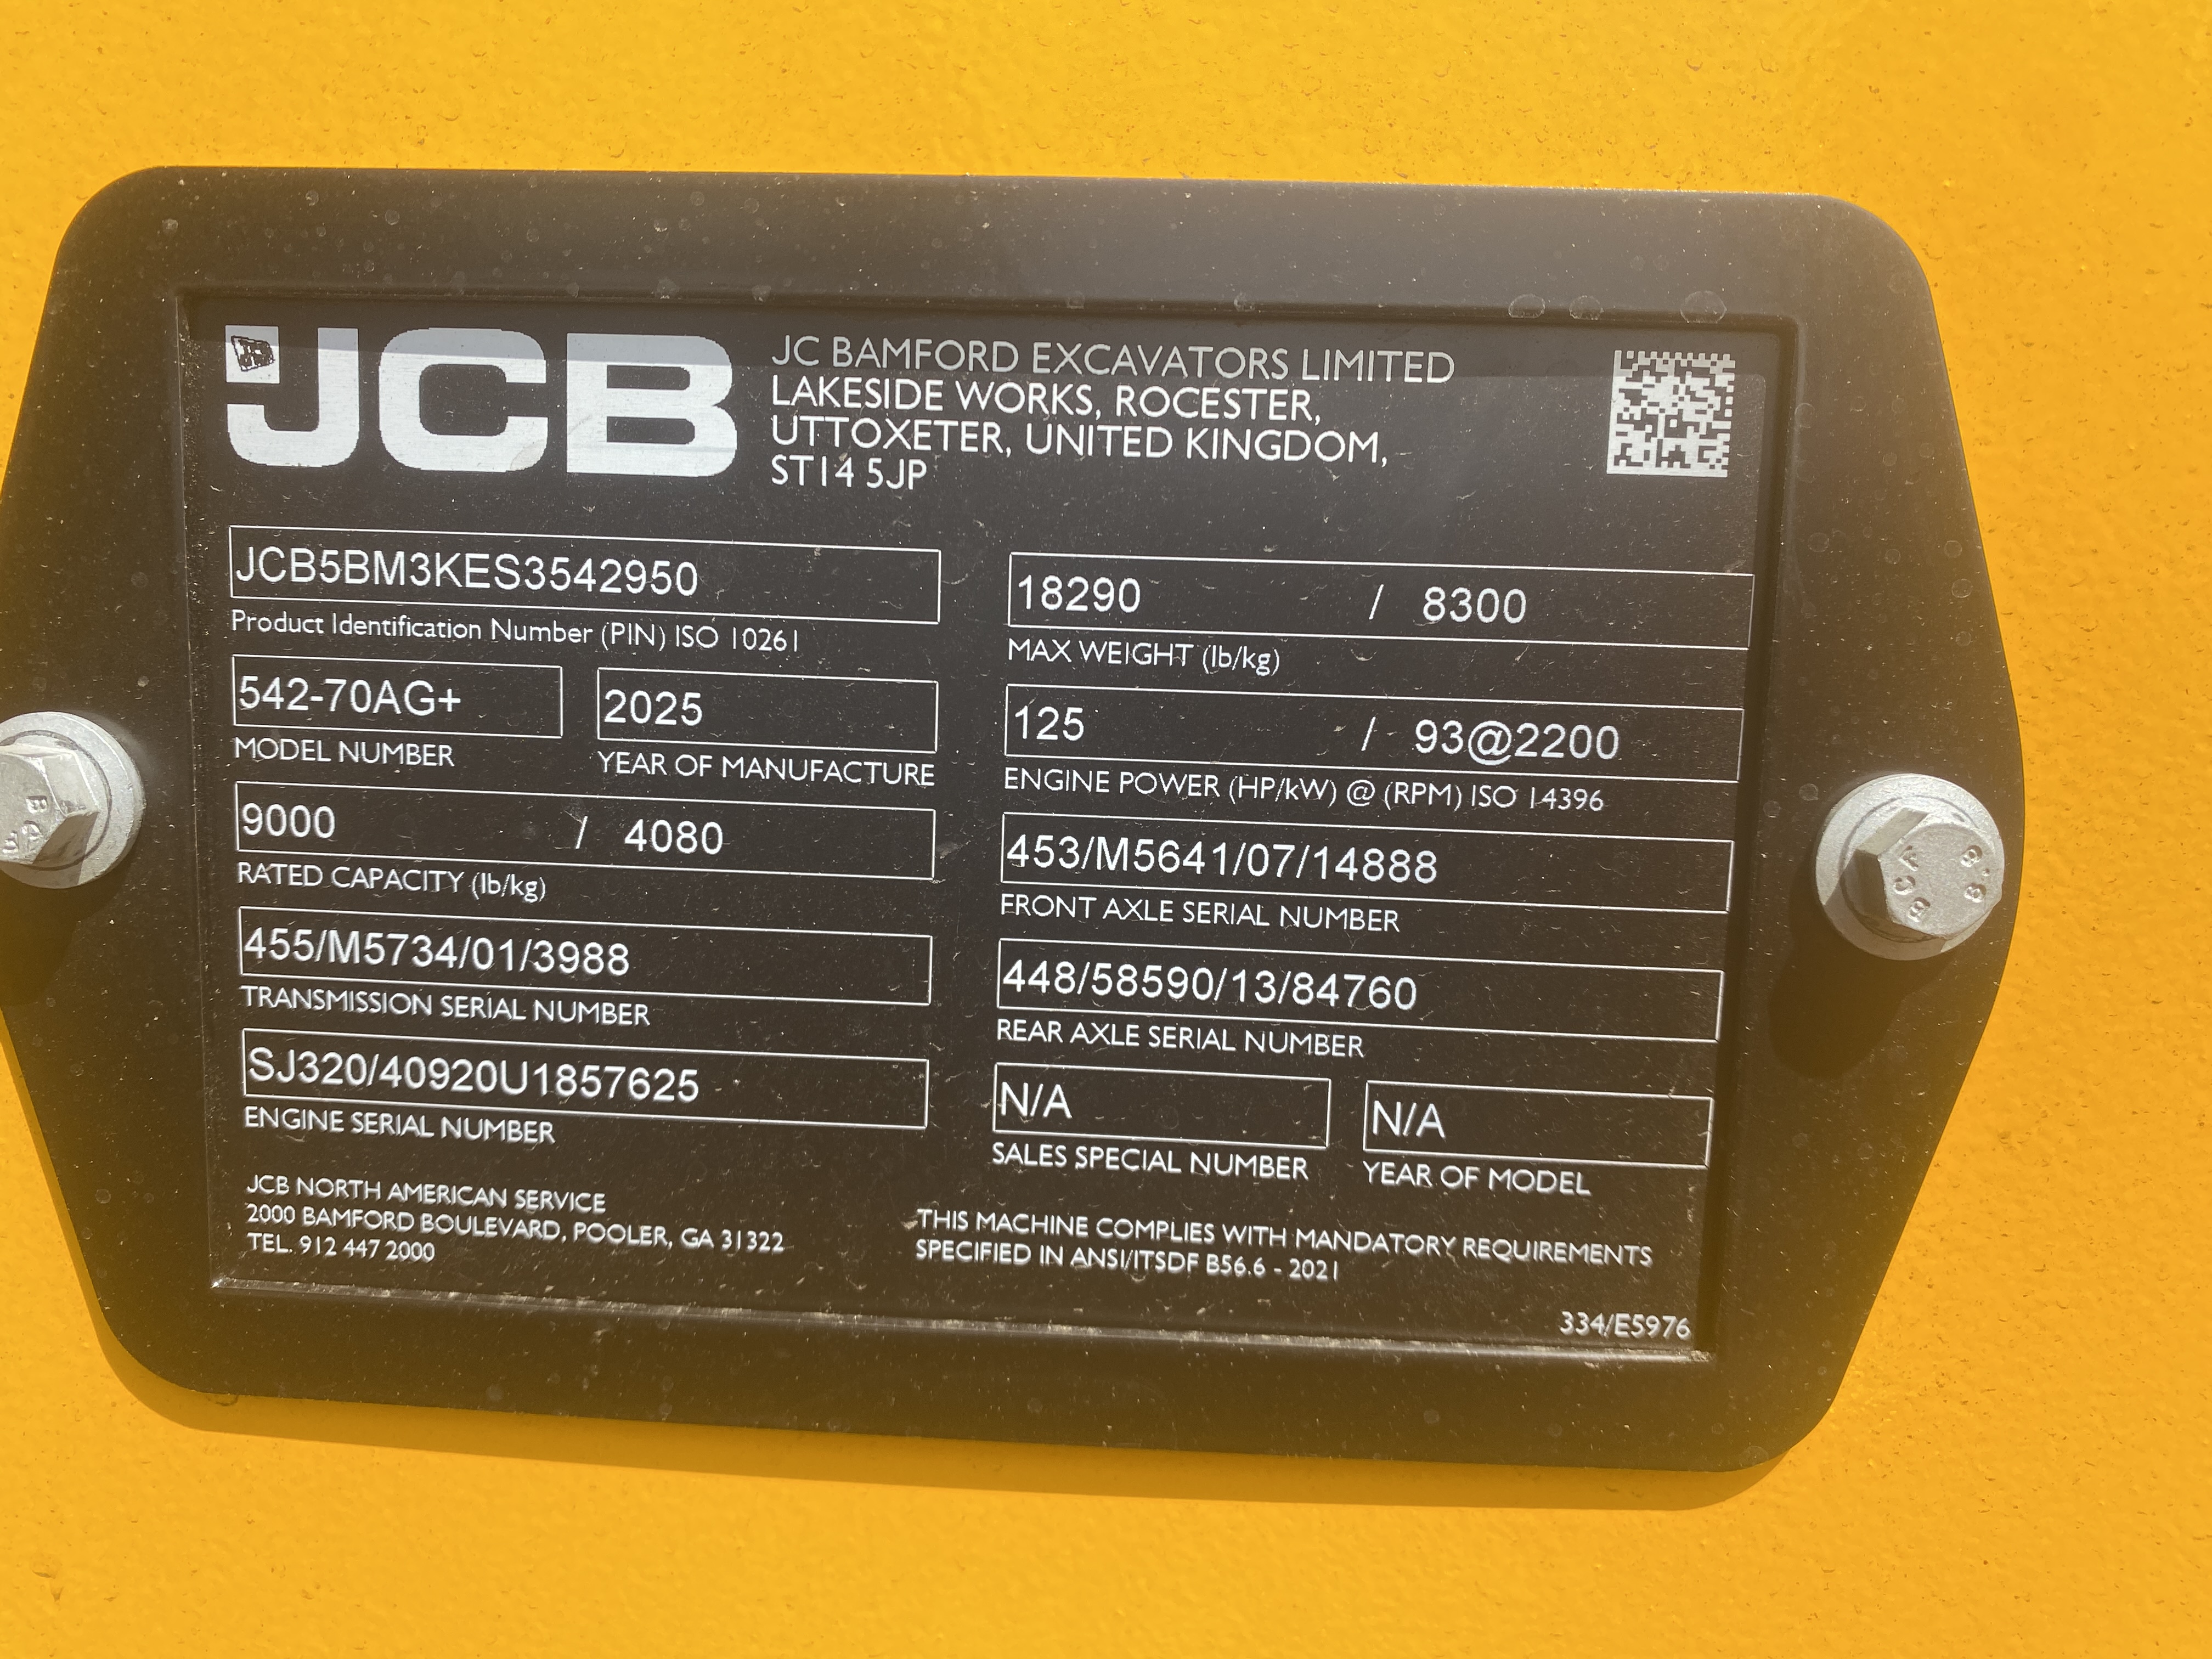 JCB
JC BAMFORD EXCAVATORS LIMITED
LAKESIDE WORKS, ROCESTER,
UTTOXETER, UNITED KINGDOM,
ST14 5JP
JCB5BM3KES3542950
Product Identification Number (PIN) ISO 10261
542-70AG+
MODEL NUMBER
2025
YEAR OF MANUFACTURE
9000 / 4080
RATED CAPACITY (lb/kg)
455/M5734/01/3988
TRANSMISSION SERIAL NUMBER
SJ320/40920U1857625
ENGINE SERIAL NUMBER
18290 / 8300
MAX WEIGHT (lb/kg)
125 / 93@2200
ENGINE POWER (HP/kW) @ (RPM) ISO 14396
453/M5641/07/14888
FRONT AXLE SERIAL NUMBER
448/58590/13/84760
REAR AXLE SERIAL NUMBER
N/A
SALES SPECIAL NUMBER
N/A
YEAR OF MODEL
JCB NORTH AMERICAN SERVICE
2000 BAMFORD BOULEVARD, POOLER, GA 31322
TEL. 912 447 2000
THIS MACHINE COMPLIES WITH MANDATORY REQUIREMENTS
SPECIFIED IN ANSI/ITSDF B56.6 - 2021
334/E5976
8.8